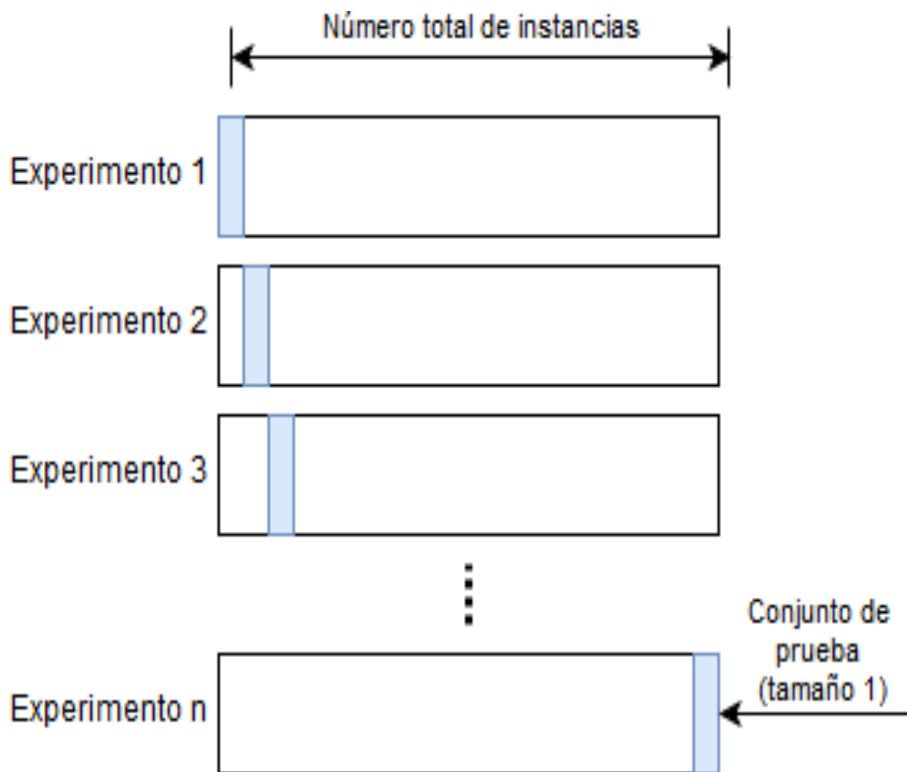 Número total de instancias
Experimento 1
Experimento 2
Experimento 3
Experimento n
Conjunto de
prueba
(tamaño 1)